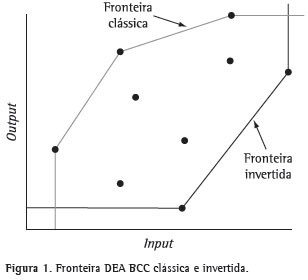 Fronteira
clássica
Output
Fronteira
invertida
Input
Figura 1. Fronteira DEA BCC clássica e invertida.